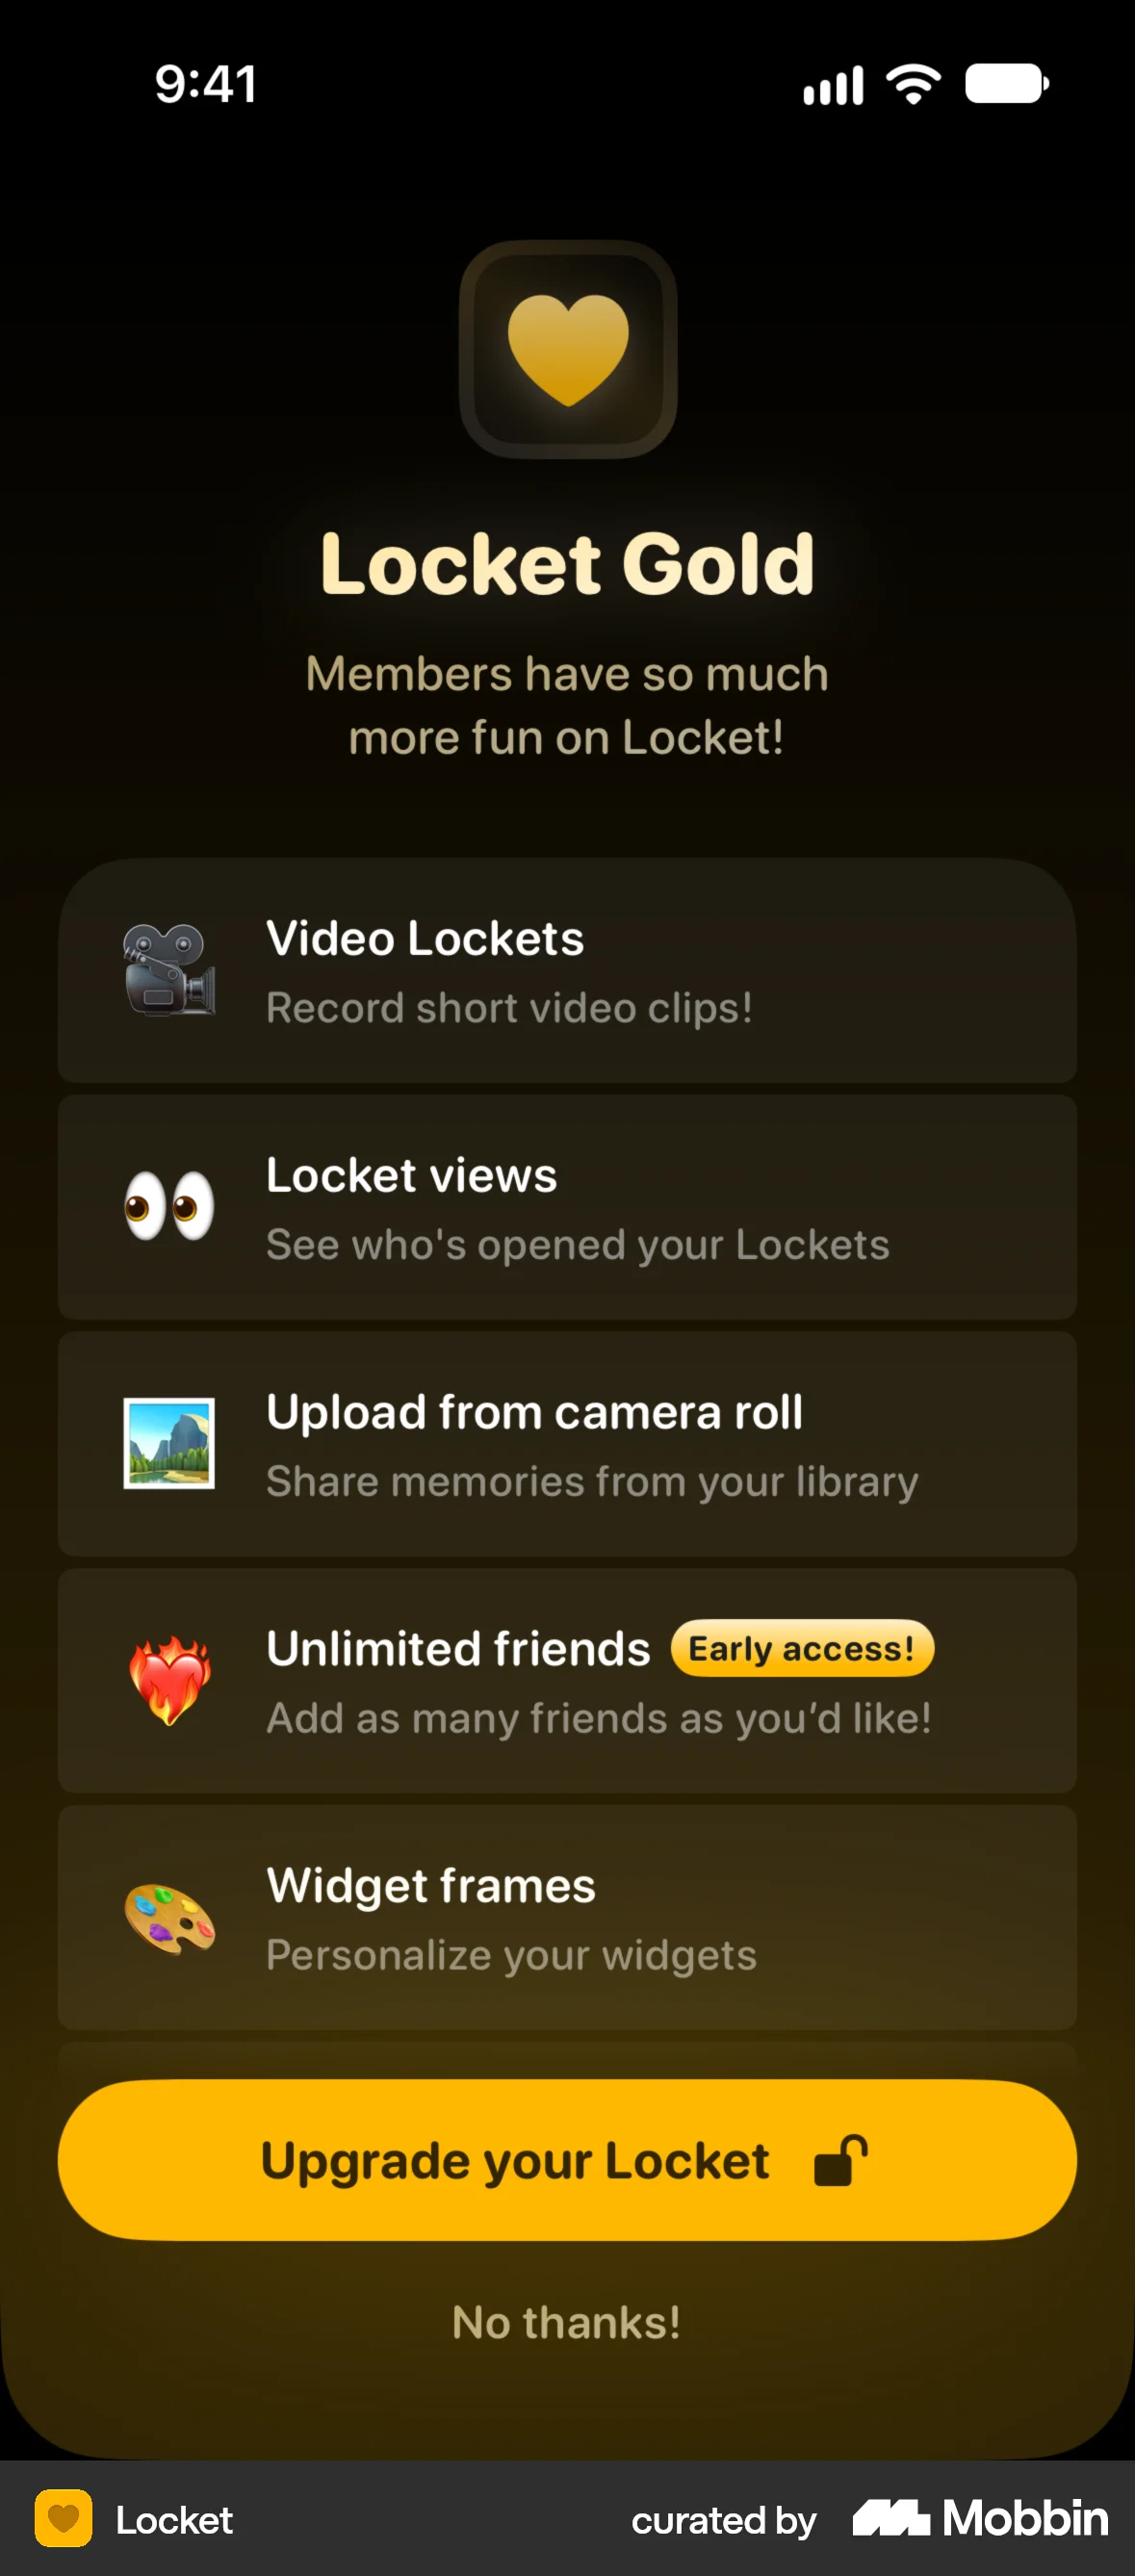 9:41
Locket Gold
Members have so much
more fun on Locket!
Video Lockets
Record short video clips!
Locket views
See who's opened your Lockets
Upload from camera roll
Share memories from your library
Unlimited friends Early access!
Add as many friends as you’d like!
Widget frames
Personalize your widgets
Upgrade your Locket
No thanks!
Locket curated by Mobbin